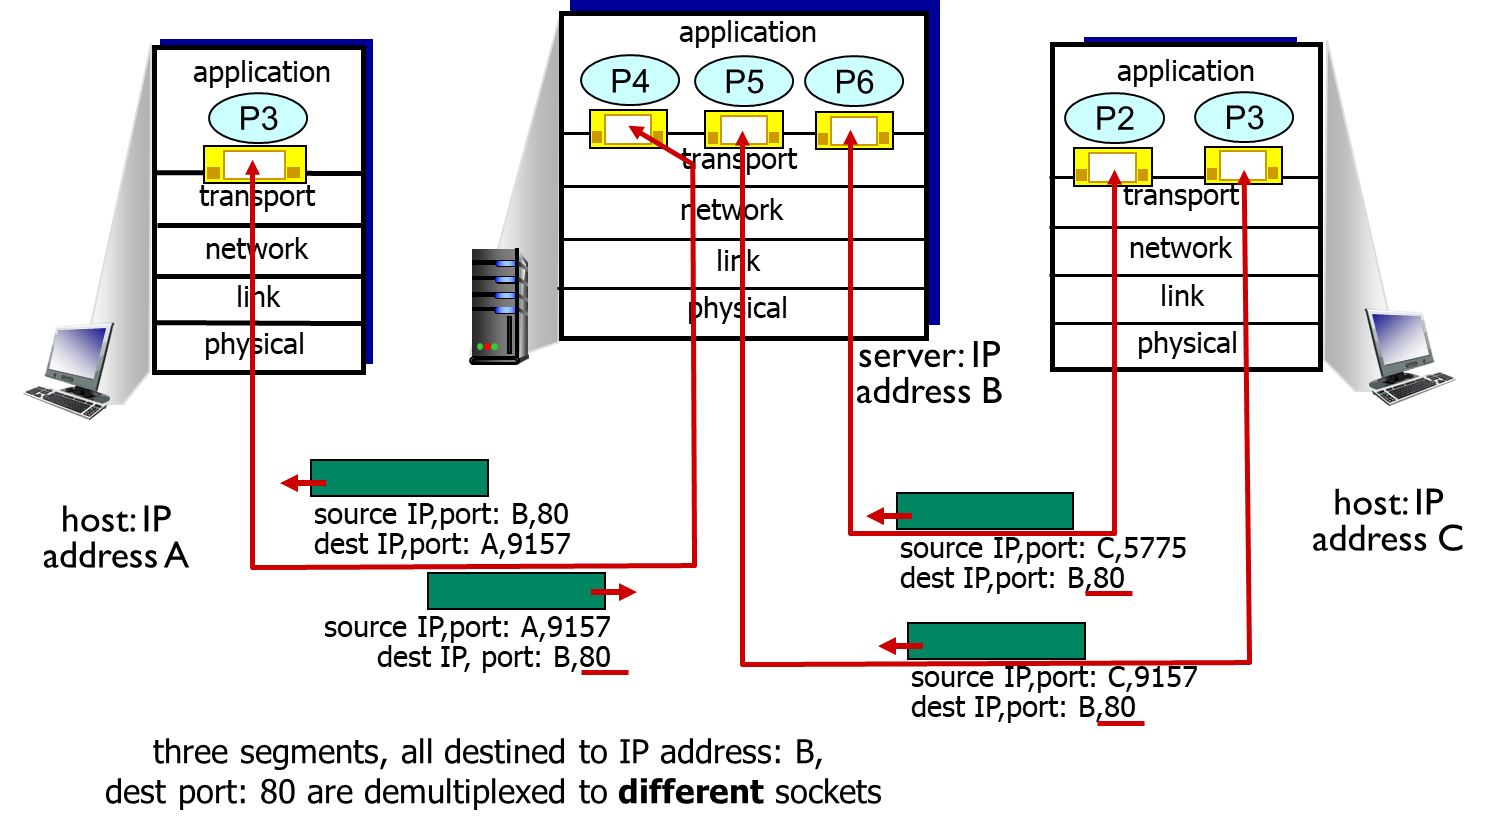 application
P3
transport
network
link
physical
host: IP
address A
application
P4 P5 P6
transport
network
link
physical
server: IP
address B
application
P2 P3
transport
network
link
physical
host: IP
address C
source IP,port: B,80
dest IP,port: A,9157
source IP,port: A,9157
dest IP, port: B,80
source IP,port: C,5775
dest IP,port: B,80
source IP,port: C,9157
dest IP,port: B,80
three segments, all destined to IP address: B,
dest port: 80 are demultiplexed to different sockets